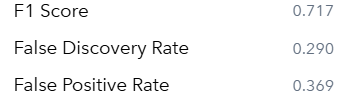 F1 Score 0.717
False Discovery Rate 0.290
False Positive Rate 0.369